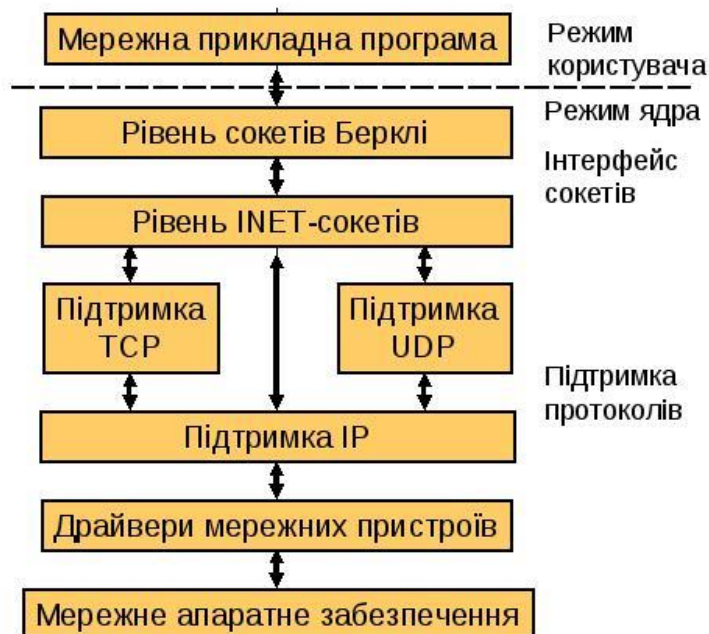 Мережна прикладна програма
Режим
користувача
Режим ядра
Рівень сокетів Берклі
Інтерфейс
сокетів
Рівень INET-сокетів
Підтримка
TCP
Підтримка
UDP
Підтримка
протоколів
Підтримка IP
Драйвери мережних пристроїв
Мережне апаратне забезпечення